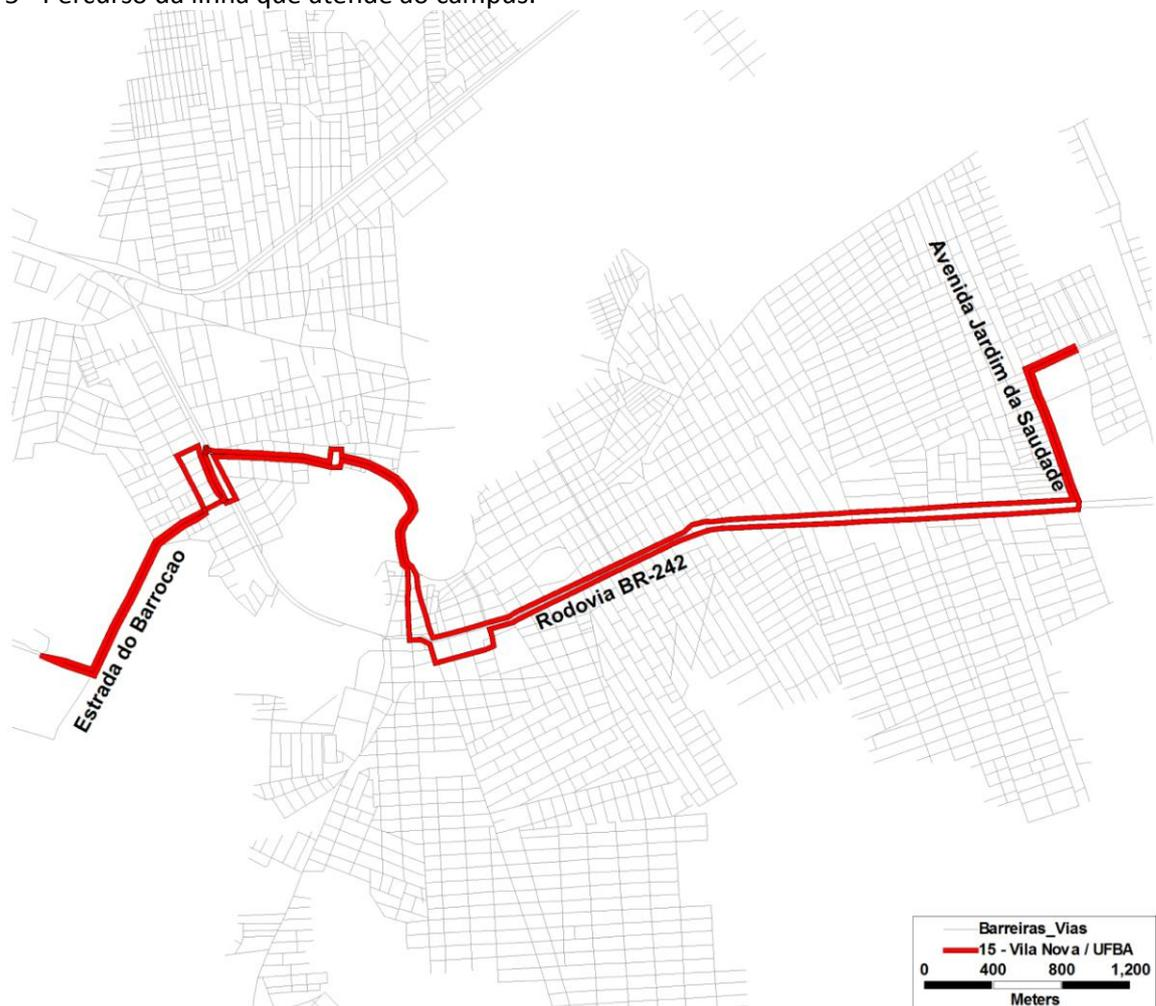 5 - Percurso da linha que atende ao campus.
Avenida Jardim da Saudade
Rodovia BR-242
Estrada do Barrocao
Barreiras_Vias
15 - Vila Nova / UFBA
0 400 800 1,200
Meters